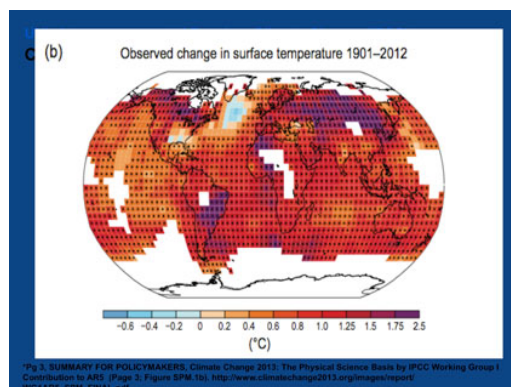 (b) Observed change in surface temperature 1901–2012
−0.6 −0.4 −0.2 0 0.2 0.4 0.6 0.8 1.0 1.25 1.5 1.75 2.5
(°C)
*Pg 3, SUMMARY FOR POLICYMAKERS, Climate Change 2013: The Physical Science Basis by IPCC Working Group I
Contribution to AR5 (Page 3; Figure SPM.1b). http://www.climatechange2013.org/images/report/